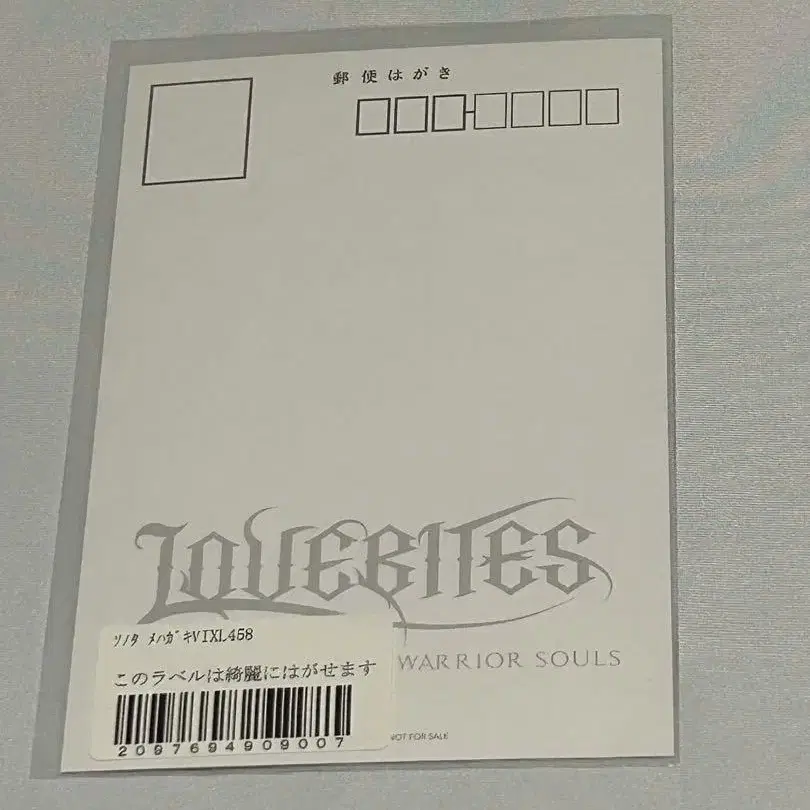 郵便はがき
LOVEBITES
WARRIOR SOULS
ソノタ メハガキVIXL458
このラベルは綺麗にはがせます
2097694909007
NOT FOR SALE